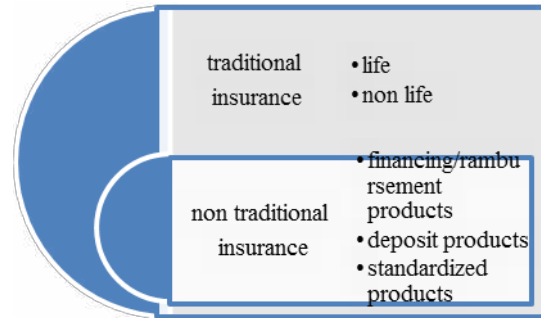 traditional
insurance
• life
• non life
non traditional
insurance
• financing/rambu
rsement
products
• deposit products
• standardized
products